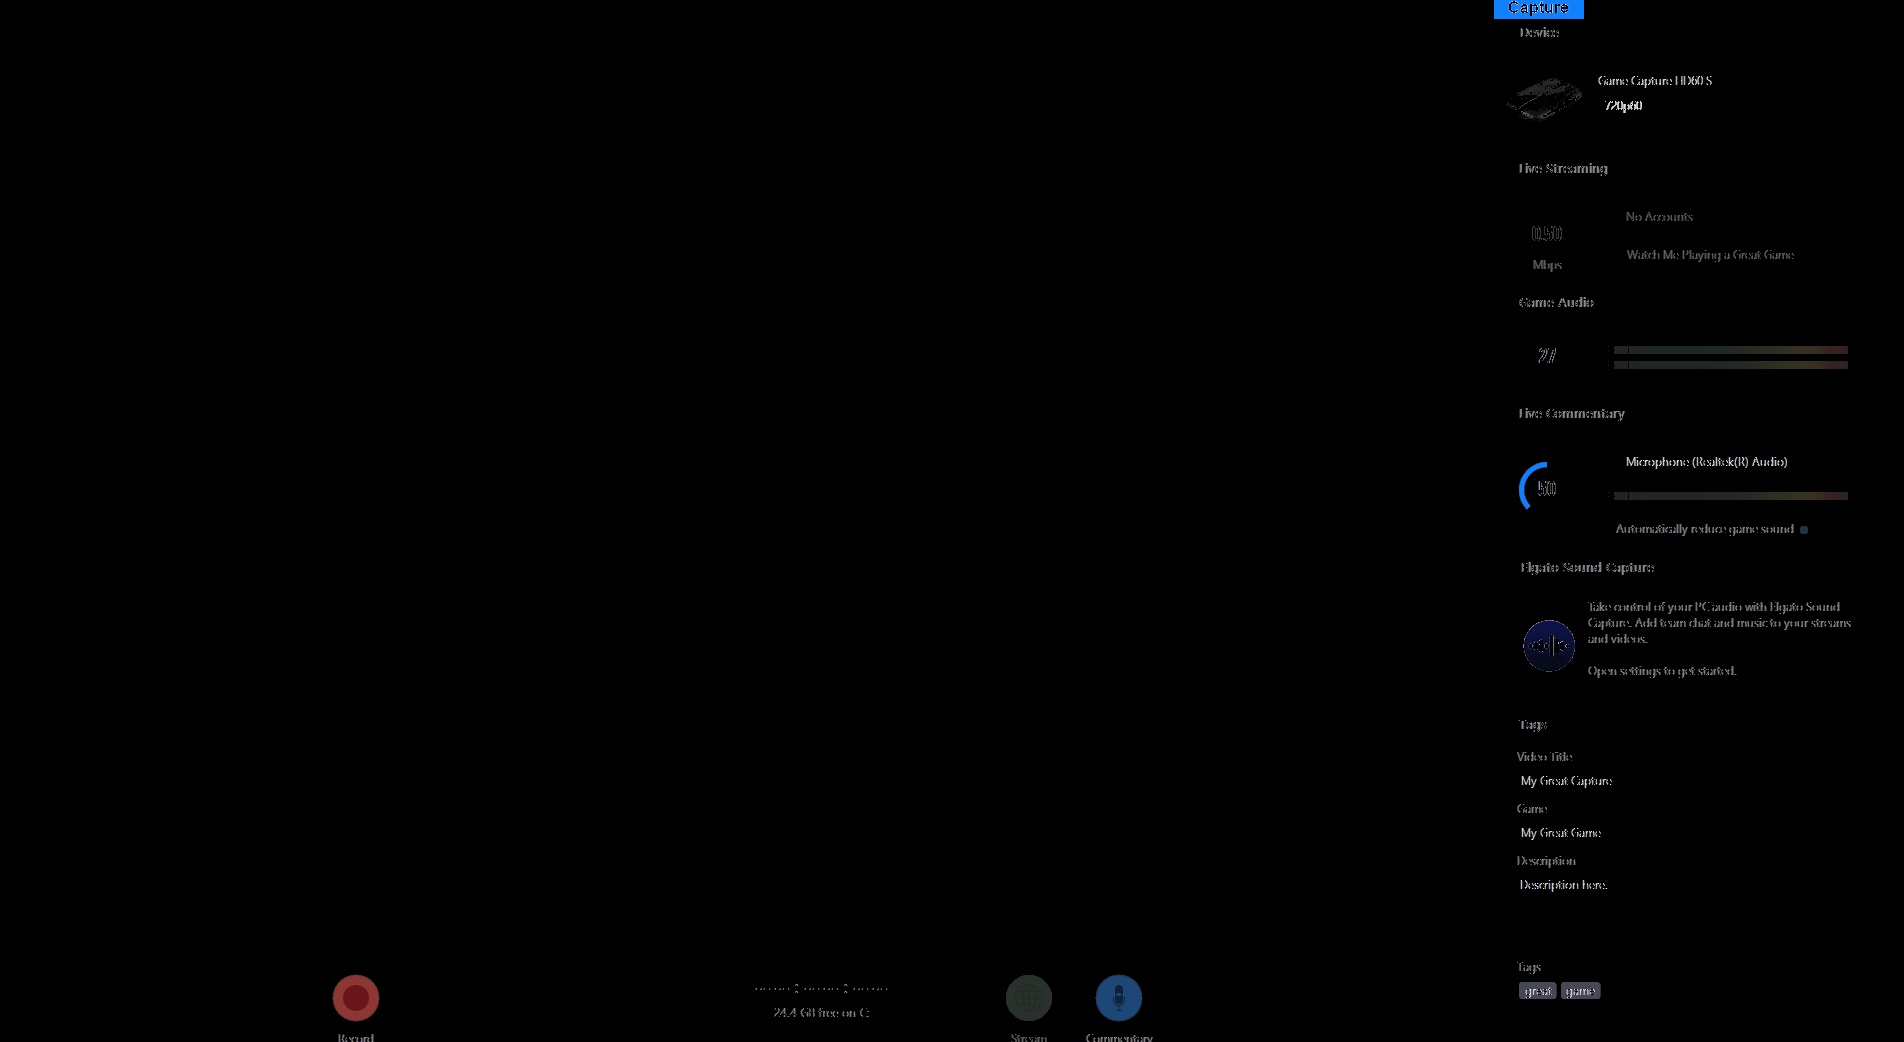 Capture
Device
Game Capture HD60 S
720p60
Live Streaming
No Accounts
0.50
Watch Me Playing a Great Game
Mbps
Game Audio
27
Live Commentary
Microphone (Realtek(R) Audio)
50
Automatically reduce game sound
Elgato Sound Capture
Take control of your PC audio with Elgato Sound
Capture. Add team chat and music to your streams
and videos.
Open settings to get started.
Tags
Video Title
My Great Capture
Game
My Great Game
Description
Description here.
Tags
great game
24.4 GB free on C:
Record
Stream
Commentary